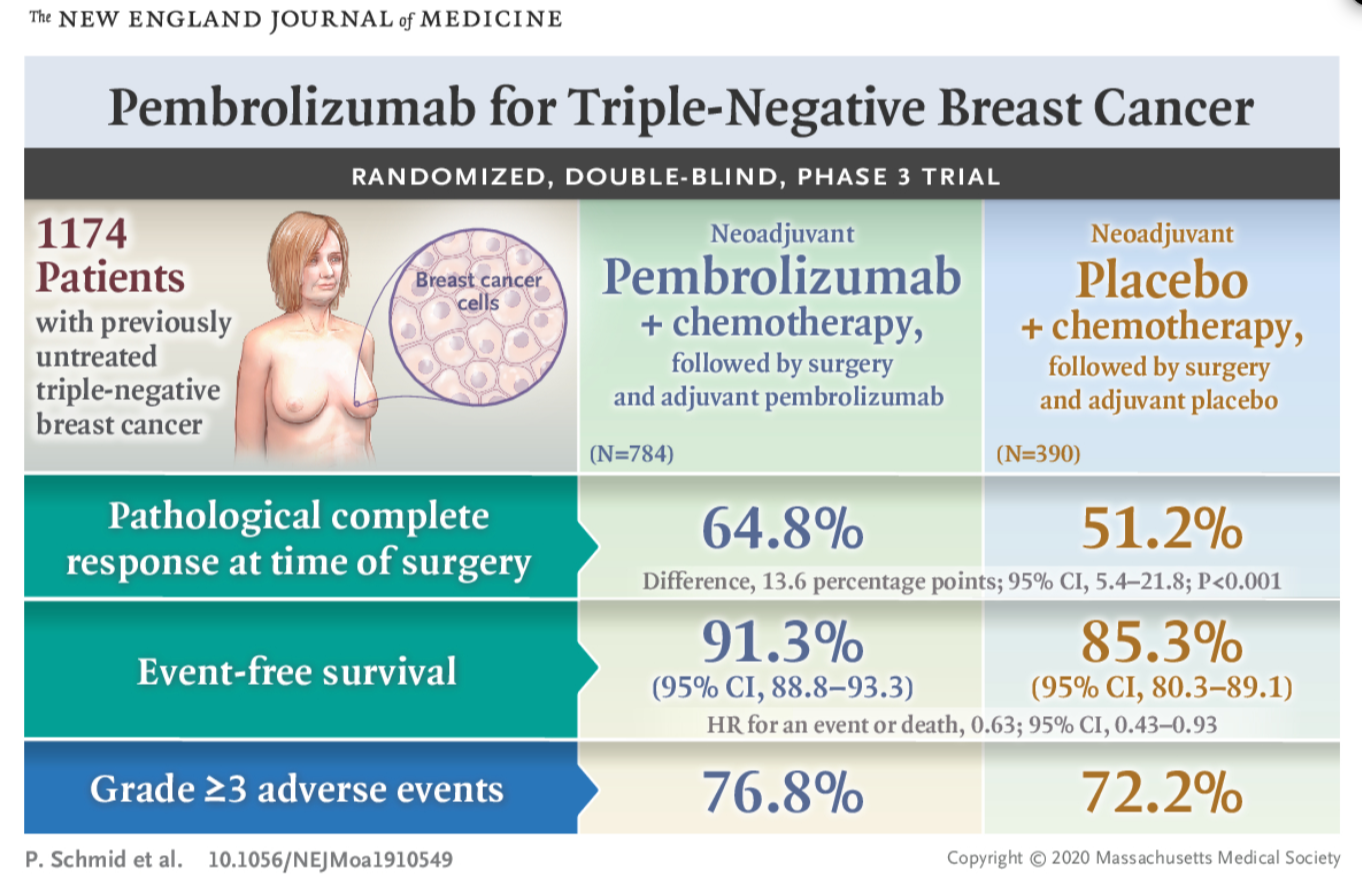 The NEW ENGLAND JOURNAL of MEDICINE
Pembrolizumab for Triple-Negative Breast Cancer
RANDOMIZED, DOUBLE-BLIND, PHASE 3 TRIAL
1174
Patients
with previously
untreated
triple-negative
breast cancer
Breast cancer
cells
Neoadjuvant
Pembrolizumab
+ chemotherapy,
followed by surgery
and adjuvant pembrolizumab
(N=784)
Neoadjuvant
Placebo
+ chemotherapy,
followed by surgery
and adjuvant placebo
(N=390)
Pathological complete
response at time of surgery
64.8%
51.2%
Difference, 13.6 percentage points; 95% CI, 5.4–21.8; P<0.001
Event-free survival
91.3%
(95% CI, 88.8–93.3)
85.3%
(95% CI, 80.3–89.1)
HR for an event or death, 0.63; 95% CI, 0.43–0.93
Grade ≥3 adverse events
76.8%
72.2%
P. Schmid et al. 10.1056/NEJMoa1910549
Copyright © 2020 Massachusetts Medical Society